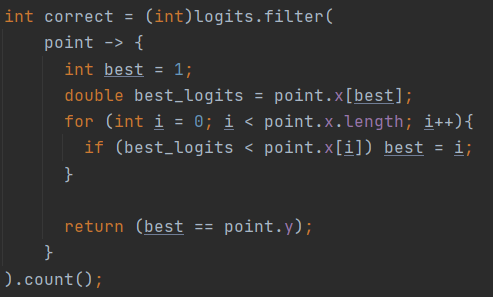 int correct = (int)logits.filter(
point -> {
int best = 1;
double best_logits = point.x[best];
for (int i = 0; i < point.x.length; i++){
if (best_logits < point.x[i]) best = i;
}
return (best == point.y);
}
).count();